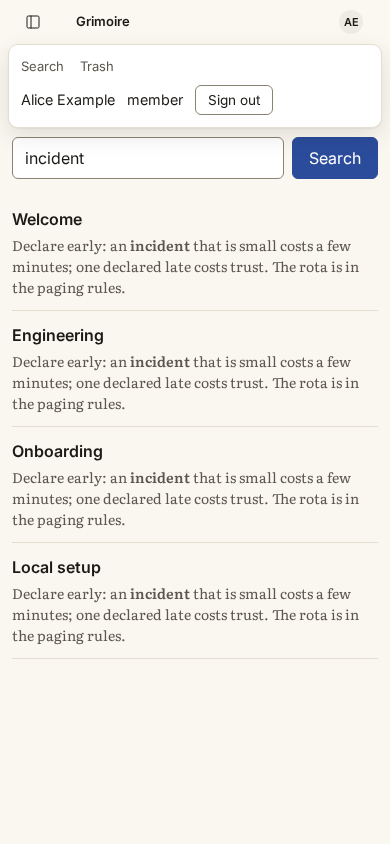 Grimoire AE
Search Trash
Alice Example member Sign out
incident Search
Welcome
Declare early: an incident that is small costs a few
minutes; one declared late costs trust. The rota is in
the paging rules.
Engineering
Declare early: an incident that is small costs a few
minutes; one declared late costs trust. The rota is in
the paging rules.
Onboarding
Declare early: an incident that is small costs a few
minutes; one declared late costs trust. The rota is in
the paging rules.
Local setup
Declare early: an incident that is small costs a few
minutes; one declared late costs trust. The rota is in
the paging rules.